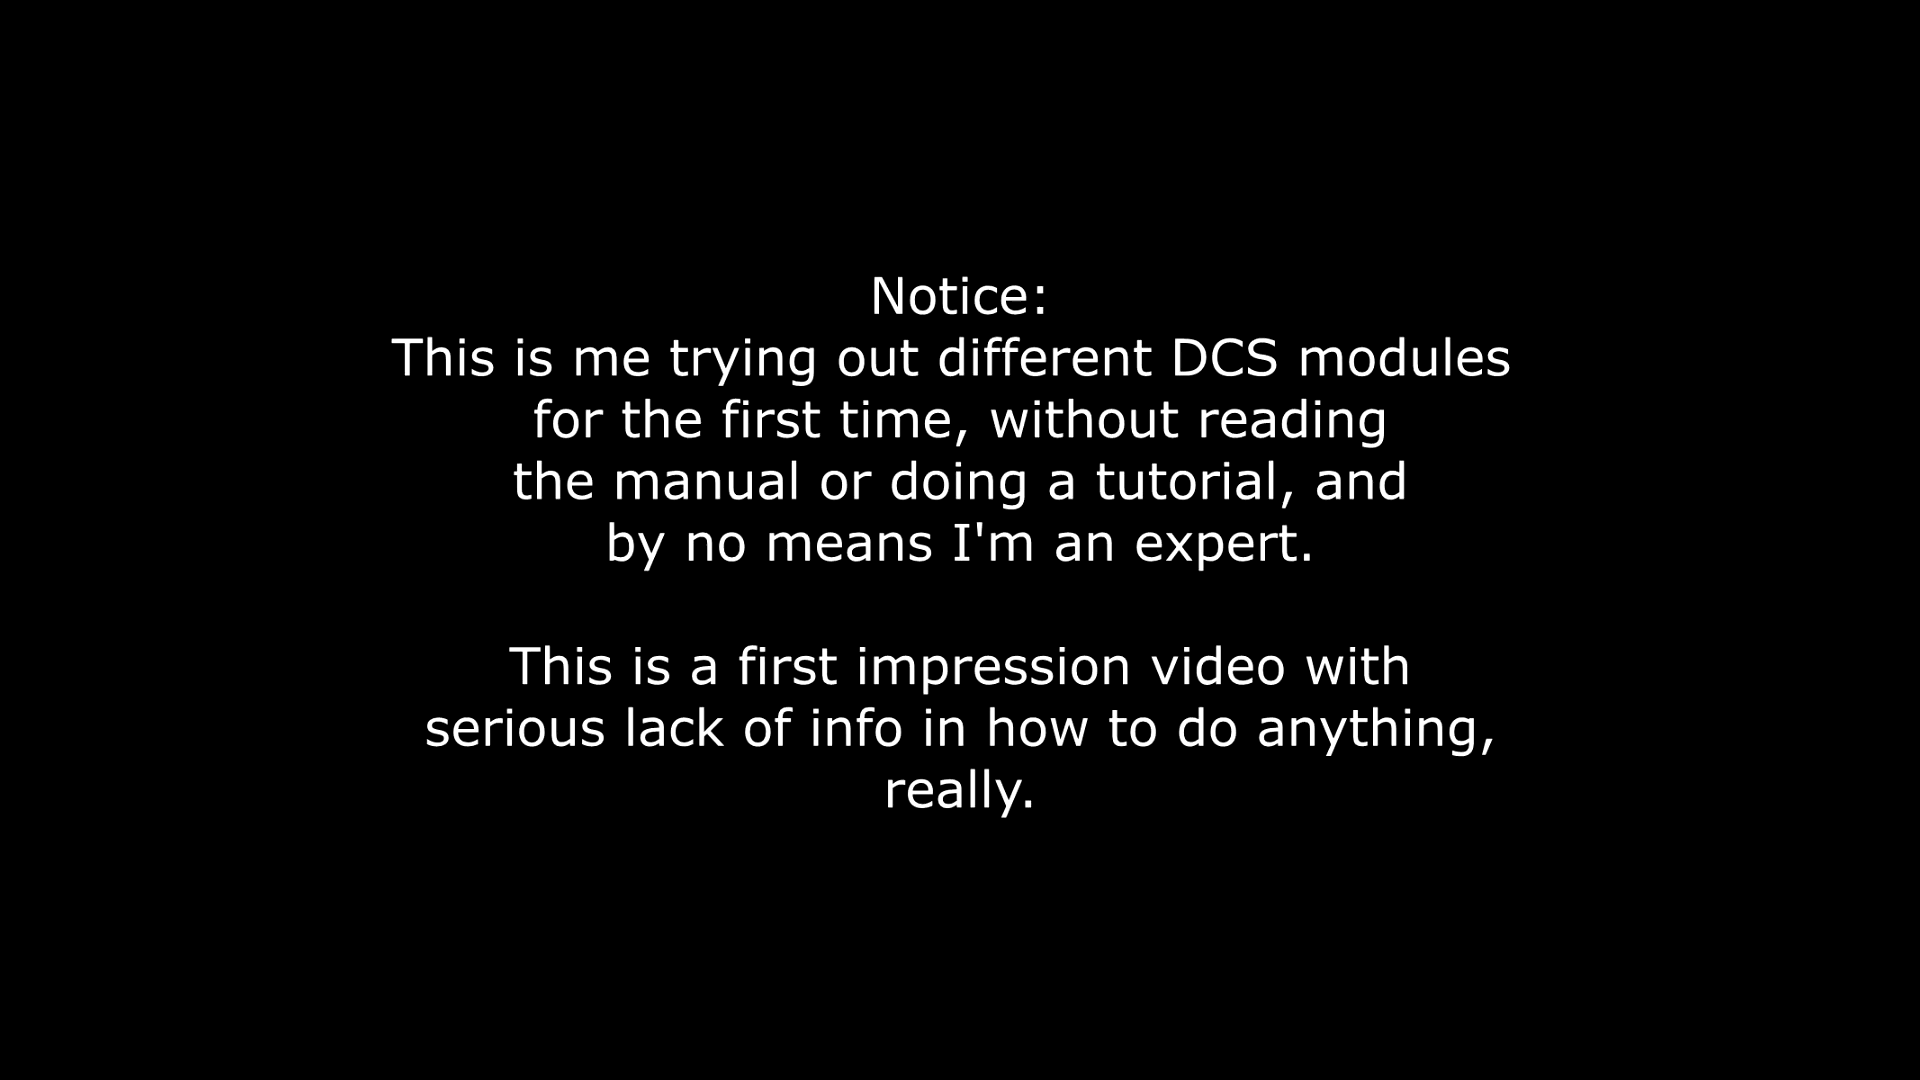 Notice:
This is me trying out different DCS modules
for the first time, without reading
the manual or doing a tutorial, and
by no means I'm an expert.
This is a first impression video with
serious lack of info in how to do anything,
really.